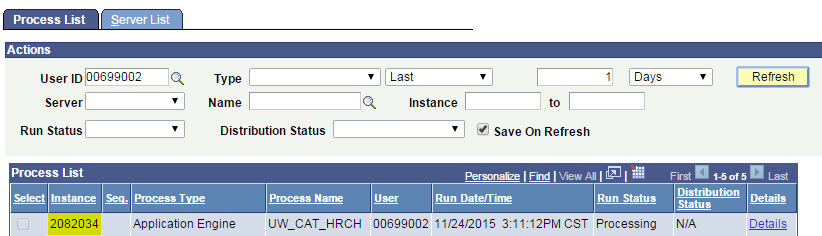 Process List Server List
Actions
User ID 00699002 Type Last 1 Days Refresh
Server Name Instance to
Run Status Distribution Status Save On Refresh
Process List Personalize | Find | View All | | First 1-5 of 5 Last
Select Instance Seq. Process Type Process Name User Run Date/Time Run Status Distribution Status Details
2082034 Application Engine UW_CAT_HRCH 00699002 11/24/2015 3:11:12PM CST Processing N/A Details